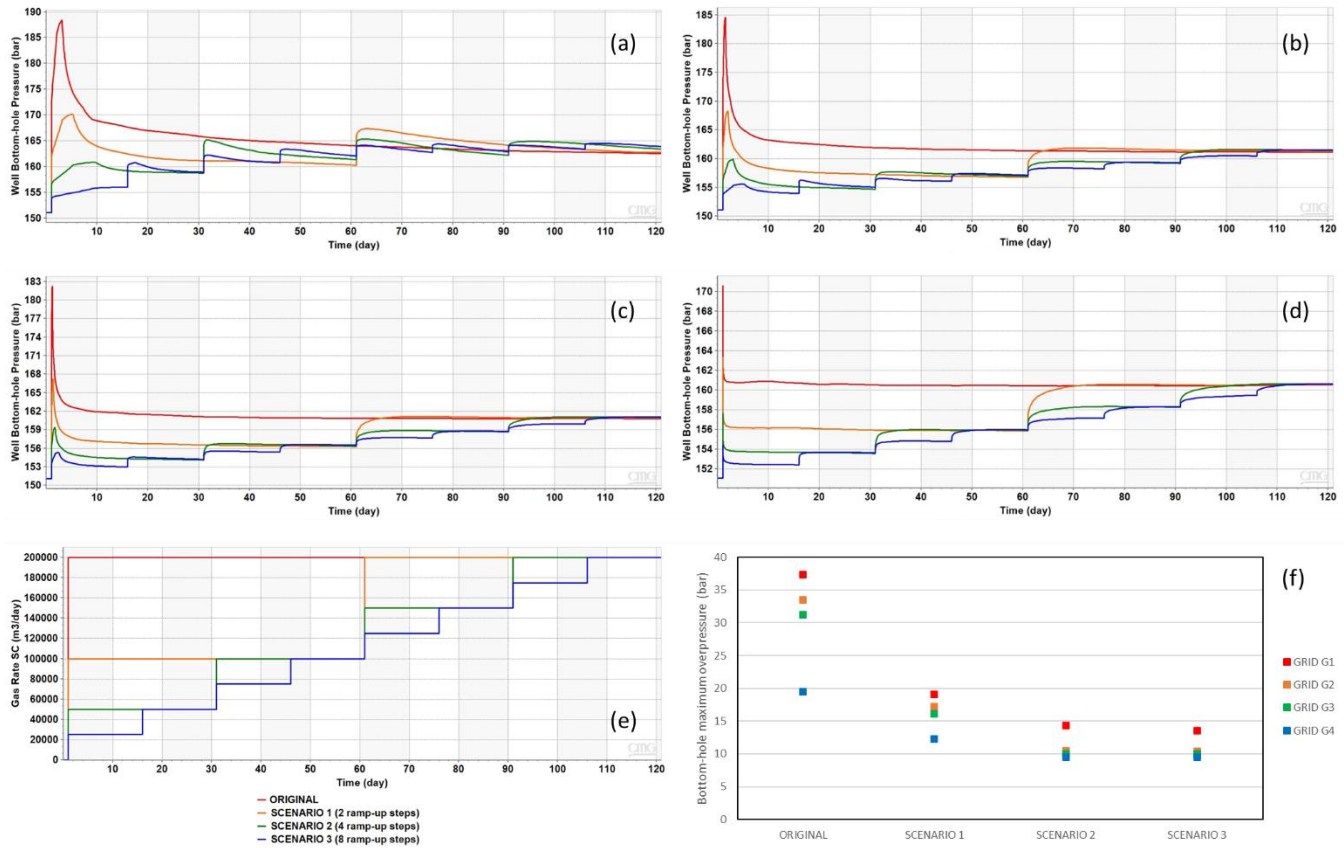 (a)
Well Bottom-hole Pressure (bar)
190
185
180
175
170
165
160
155
150
10 20 30 40 50 60 70 80 90 100 110 120
Time (day)
CMG
(b)
Well Bottom-hole Pressure (bar)
185
180
175
170
165
160
155
150
10 20 30 40 50 60 70 80 90 100 110 120
Time (day)
CMG
(c)
Well Bottom-hole Pressure (bar)
183
180
177
174
171
168
165
162
159
156
153
150
10 20 30 40 50 60 70 80 90 100 110 120
Time (day)
CMG
(d)
Well Bottom-hole Pressure (bar)
170
168
166
164
162
160
158
156
154
152
10 20 30 40 50 60 70 80 90 100 110 120
Time (day)
CMG
(e)
Gas Rate SC (m3/day)
200000
180000
160000
140000
120000
100000
80000
60000
40000
20000
0
10 20 30 40 50 60 70 80 90 100 110 120
Time (day)
CMG
ORIGINAL
SCENARIO 1 (2 ramp-up steps)
SCENARIO 2 (4 ramp-up steps)
SCENARIO 3 (8 ramp-up steps)
(f)
Bottom-hole maximum overpressure (bar)
40
35
30
25
20
15
10
5
0
ORIGINAL SCENARIO 1 SCENARIO 2 SCENARIO 3
GRID G1
GRID G2
GRID G3
GRID G4